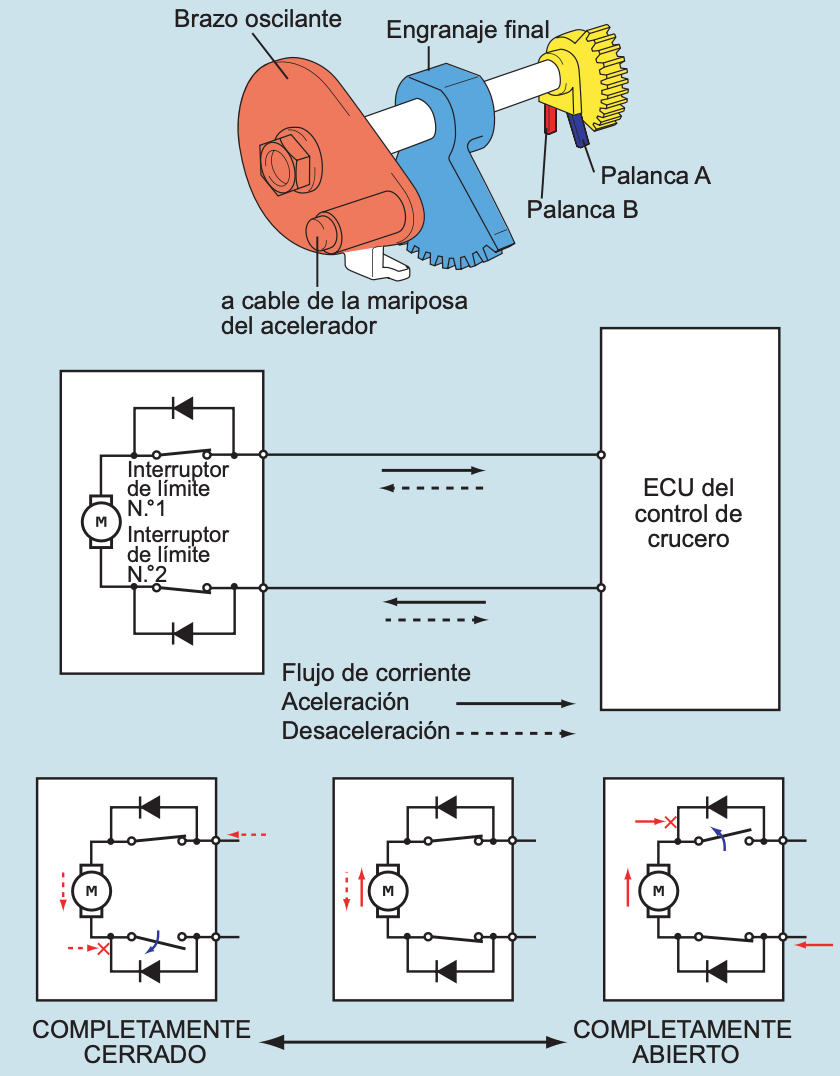 Brazo oscilante
Engranaje final
Palanca A
Palanca B
a cable de la mariposa
del acelerador
Interruptor
de límite
N.°1
M
Interruptor
de límite
N.°2
ECU del
control de
crucero
Flujo de corriente
Aceleración
Desaceleración
M
M
M
COMPLETAMENTE
CERRADO
COMPLETAMENTE
ABIERTO